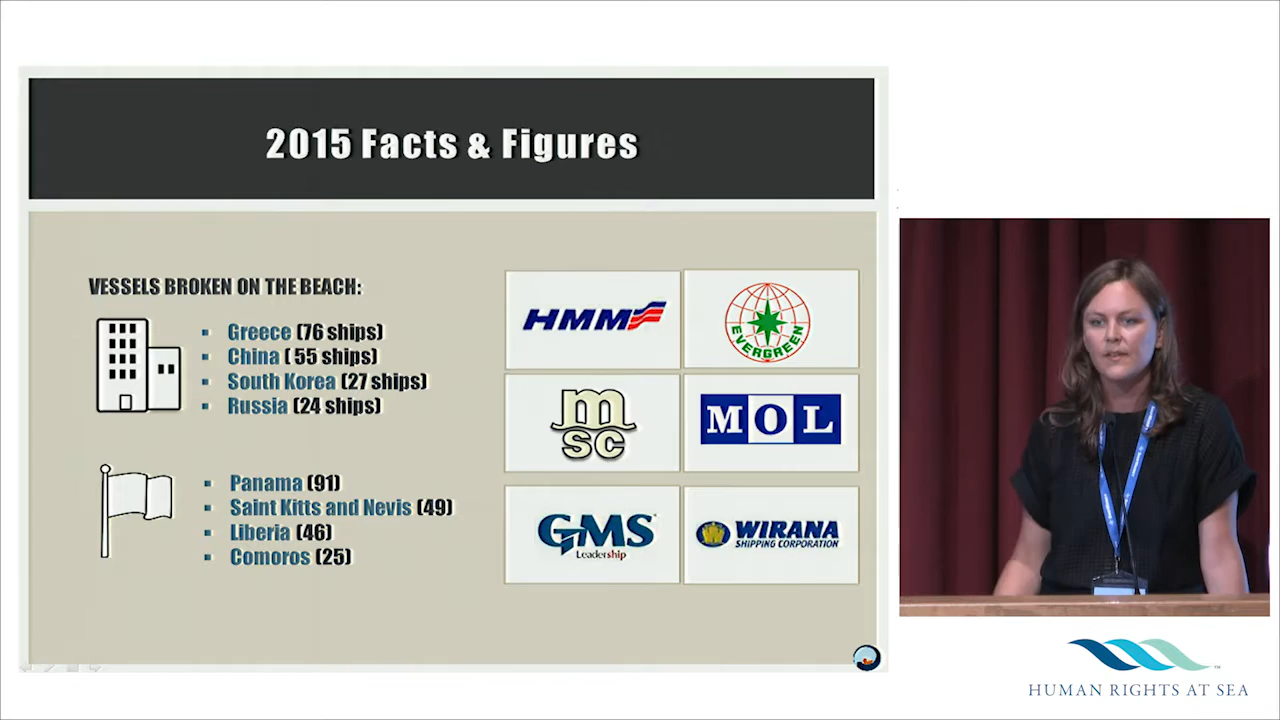 2015 Facts & Figures
VESSELS BROKEN ON THE BEACH:
▪ Greece (76 ships)
▪ China ( 55 ships)
▪ South Korea (27 ships)
▪ Russia (24 ships)
▪ Panama (91)
▪ Saint Kitts and Nevis (49)
▪ Liberia (46)
▪ Comoros (25)
HMM
EVERGREEN
m
SC
MOL
GMS
Leadership
WIRANA
SHIPPING CORPORATION
HUMAN RIGHTS AT SEA